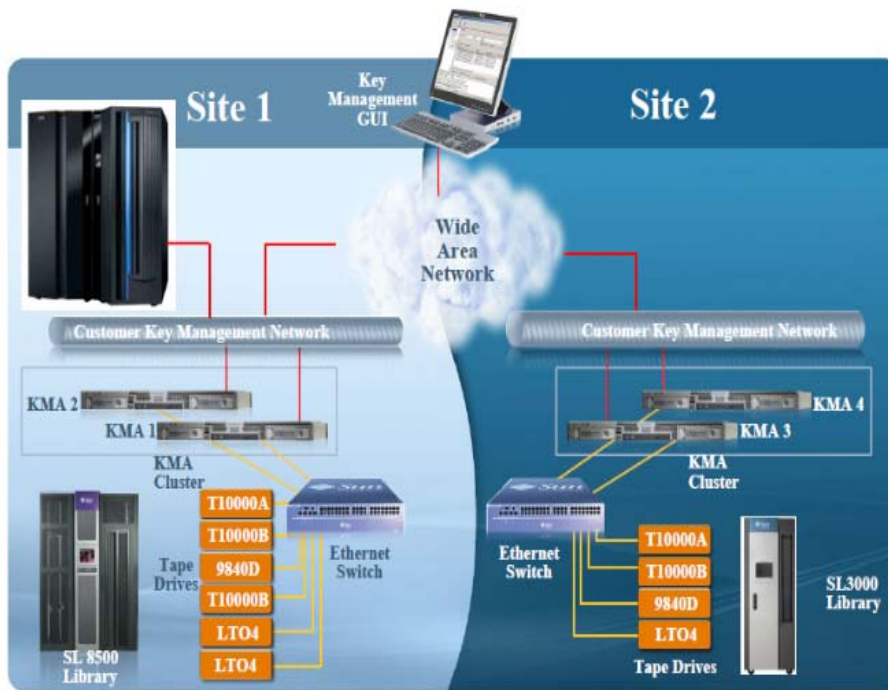 Site 1
Key
Management
GUI
Site 2
Wide
Area
Network
Customer Key Management Network
Customer Key Management Network
KMA 2
KMA 1
KMA
Cluster
KMA 4
KMA 3
KMA
Cluster
Sun
Ethernet
Switch
T10000A
T10000B
9840D
T10000B
LTO4
LTO4
Tape
Drives
SL 8500
Library
Sun
Ethernet
Switch
T10000A
T10000B
9840D
LTO4
Tape Drives
SL3000
Library